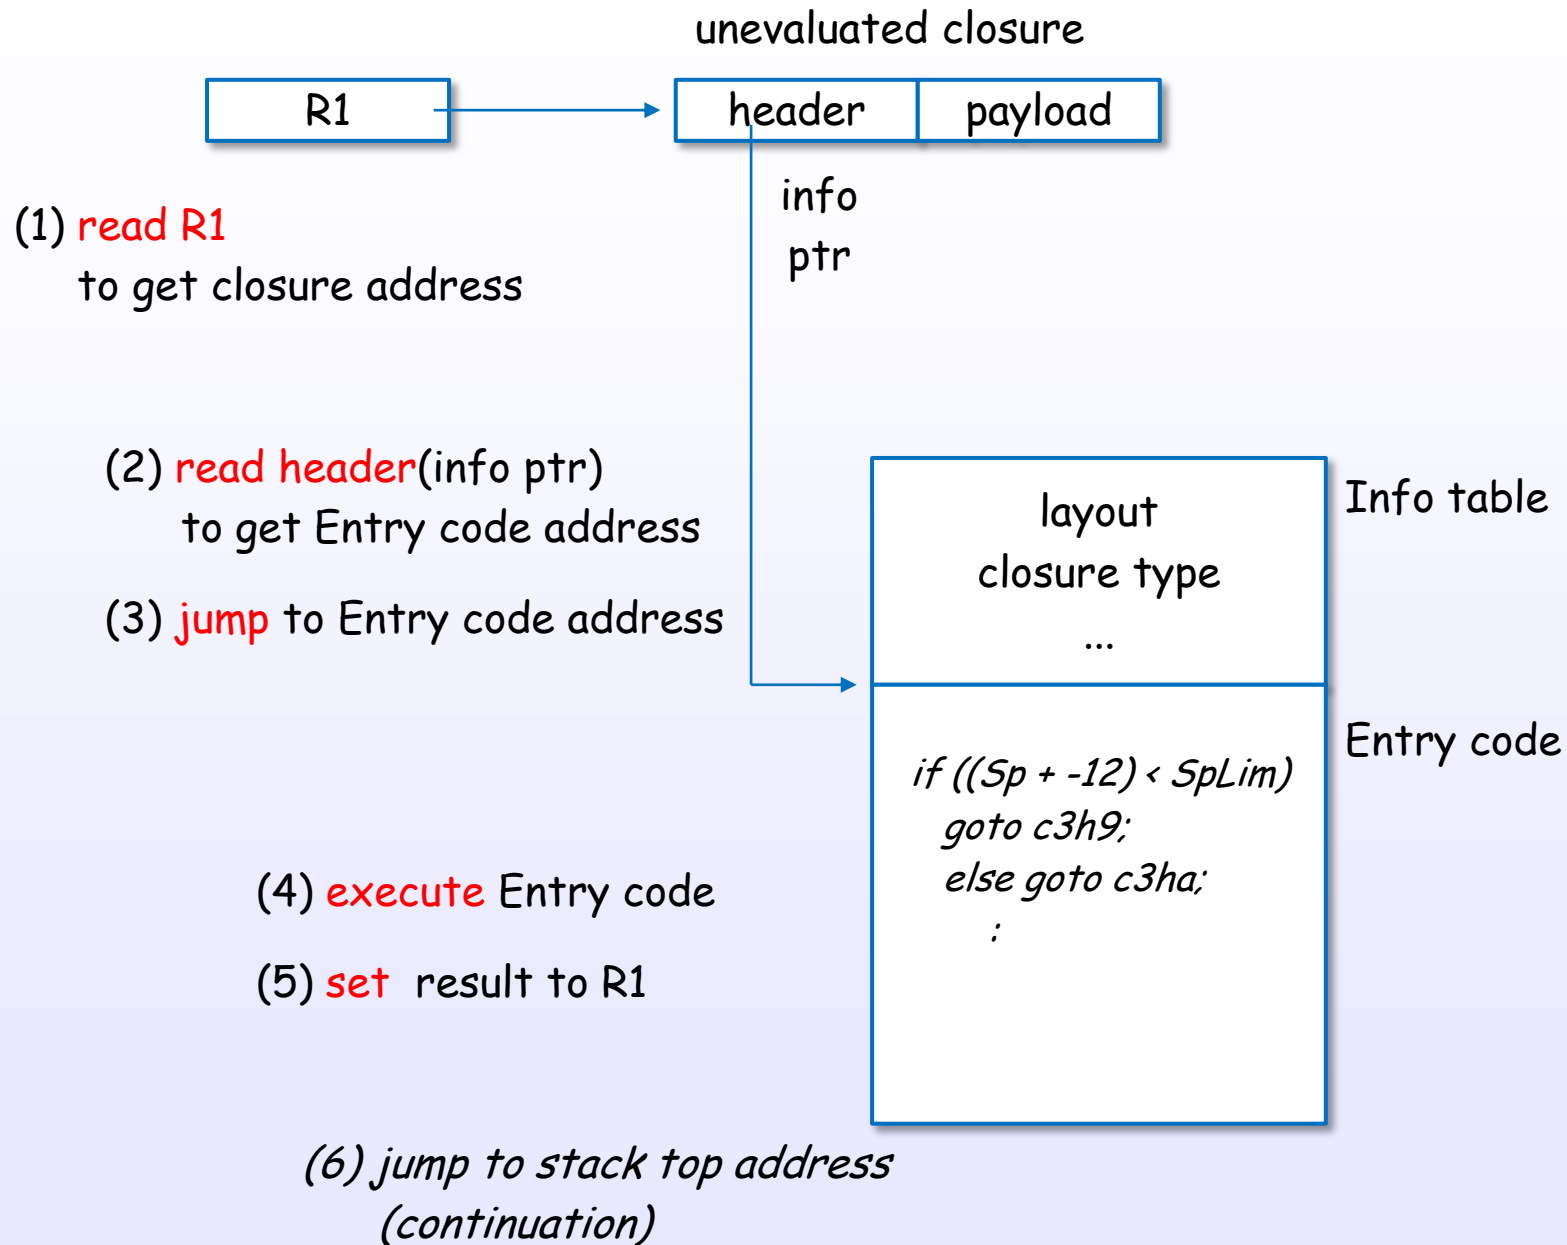 unevaluated closure
R1
header
payload
info
ptr
(1) read R1
to get closure address
(2) read header(info ptr)
to get Entry code address
(3) jump to Entry code address
layout
closure type
...
Info table
Entry code
if ((Sp + -12) < SpLim)
goto c3h9;
else goto c3ha;
:
(4) execute Entry code
(5) set result to R1
(6) jump to stack top address
(continuation)